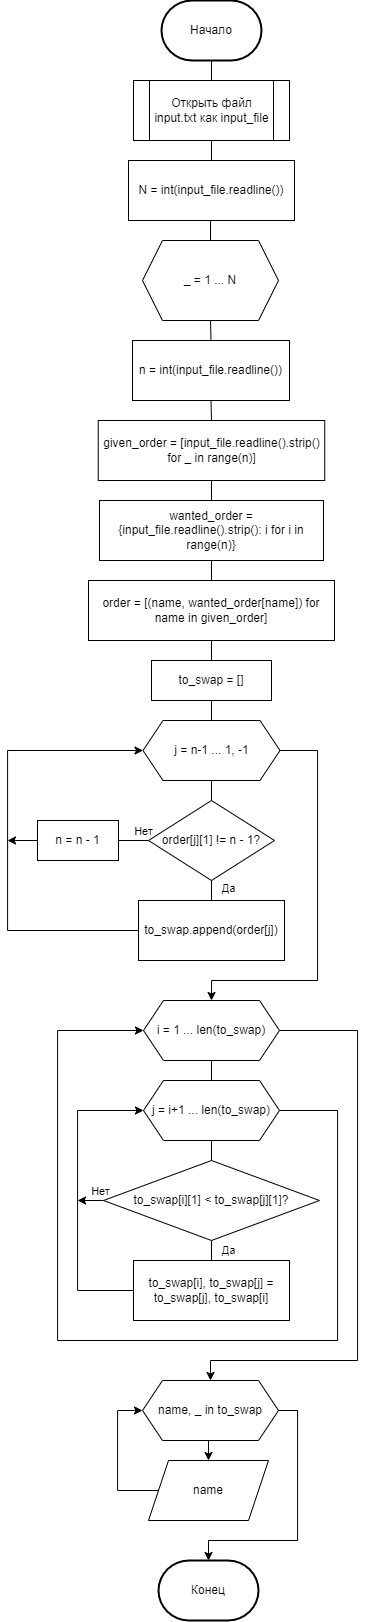 Начало
Открыть файл
input.txt как input_file
N = int(input_file.readline())
_ = 1 ... N
n = int(input_file.readline())
given_order = [input_file.readline().strip()
for _ in range(n)]
wanted_order =
{input_file.readline().strip(): i for i in
range(n)}
order = [(name, wanted_order[name]) for
name in given_order]
to_swap = []
j = n-1 ... 1, -1
n = n - 1
Нет
order[j][1] != n - 1?
Да
to_swap.append(order[j])
i = 1 ... len(to_swap)
j = i+1 ... len(to_swap)
Нет
to_swap[i][1] < to_swap[j][1]?
Да
to_swap[i], to_swap[j] =
to_swap[j], to_swap[i]
name, _ in to_swap
name
Конец